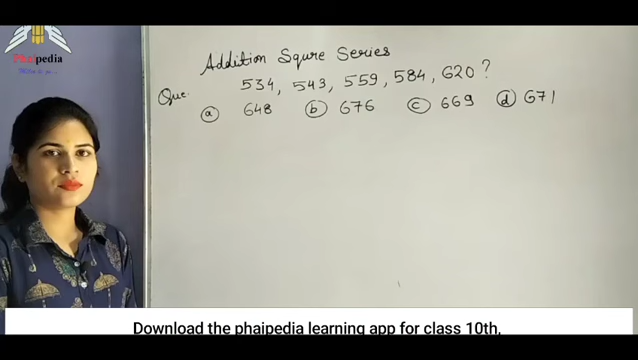 Phaipedia
Addition Squre Series
Que. 534, 543, 559, 584, 620 ?
(a) 648 (b) 676 (c) 669 (d) 671
Download the phaipedia learning app for class 10th,